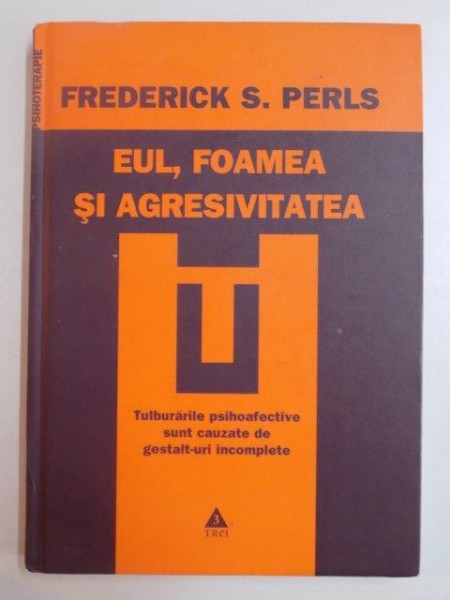 PSIHOTERAPIE
FREDERICK S. PERLS
EUL, FOAMEA
ŞI AGRESIVITATEA
Tulburările psihoafective
sunt cauzate de
gestalt-uri incomplete
3
TREI